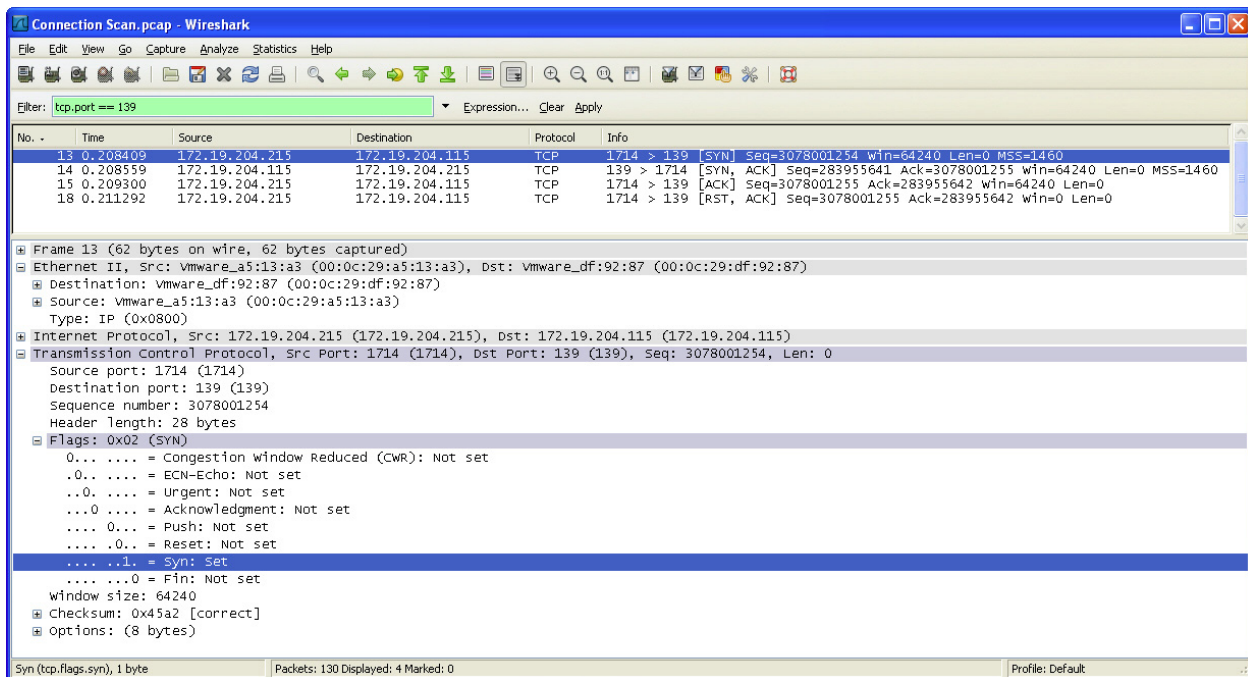 Connection Scan.pcap - Wireshark
File Edit View Go Capture Analyze Statistics Help
Filter: tcp.port == 139 Expression... Clear Apply
No. Time Source Destination Protocol Info
13 0.208409 172.19.204.215 172.19.204.115 TCP 1714 > 139 [SYN] Seq=3078001254 Win=64240 Len=0 MSS=1460
14 0.208559 172.19.204.115 172.19.204.215 TCP 139 > 1714 [SYN, ACK] Seq=283955641 Ack=3078001255 Win=64240 Len=0 MSS=1460
15 0.209300 172.19.204.215 172.19.204.115 TCP 1714 > 139 [ACK] Seq=3078001255 Ack=283955642 Win=64240 Len=0
18 0.211292 172.19.204.215 172.19.204.115 TCP 1714 > 139 [RST, ACK] Seq=3078001255 Ack=283955642 Win=0 Len=0
Frame 13 (62 bytes on wire, 62 bytes captured)
Ethernet II, Src: Vmware_a5:13:a3 (00:0c:29:a5:13:a3), Dst: Vmware_df:92:87 (00:0c:29:df:92:87)
Destination: Vmware_df:92:87 (00:0c:29:df:92:87)
Source: Vmware_a5:13:a3 (00:0c:29:a5:13:a3)
Type: IP (0x0800)
Internet Protocol, Src: 172.19.204.215 (172.19.204.215), Dst: 172.19.204.115 (172.19.204.115)
Transmission Control Protocol, Src Port: 1714 (1714), Dst Port: 139 (139), Seq: 3078001254, Len: 0
Source port: 1714 (1714)
Destination port: 139 (139)
Sequence number: 3078001254
Header length: 28 bytes
Flags: 0x02 (SYN)
0... .... = Congestion Window Reduced (CWR): Not set
.0.. .... = ECN-Echo: Not set
..0. .... = Urgent: Not set
...0 .... = Acknowledgment: Not set
.... 0... = Push: Not set
.... .0.. = Reset: Not set
.... ..1. = Syn: Set
.... ...0 = Fin: Not set
Window size: 64240
Checksum: 0x45a2 [correct]
Options: (8 bytes)
Syn (tcp.flags.syn), 1 byte Packets: 130 Displayed: 4 Marked: 0 Profile: Default